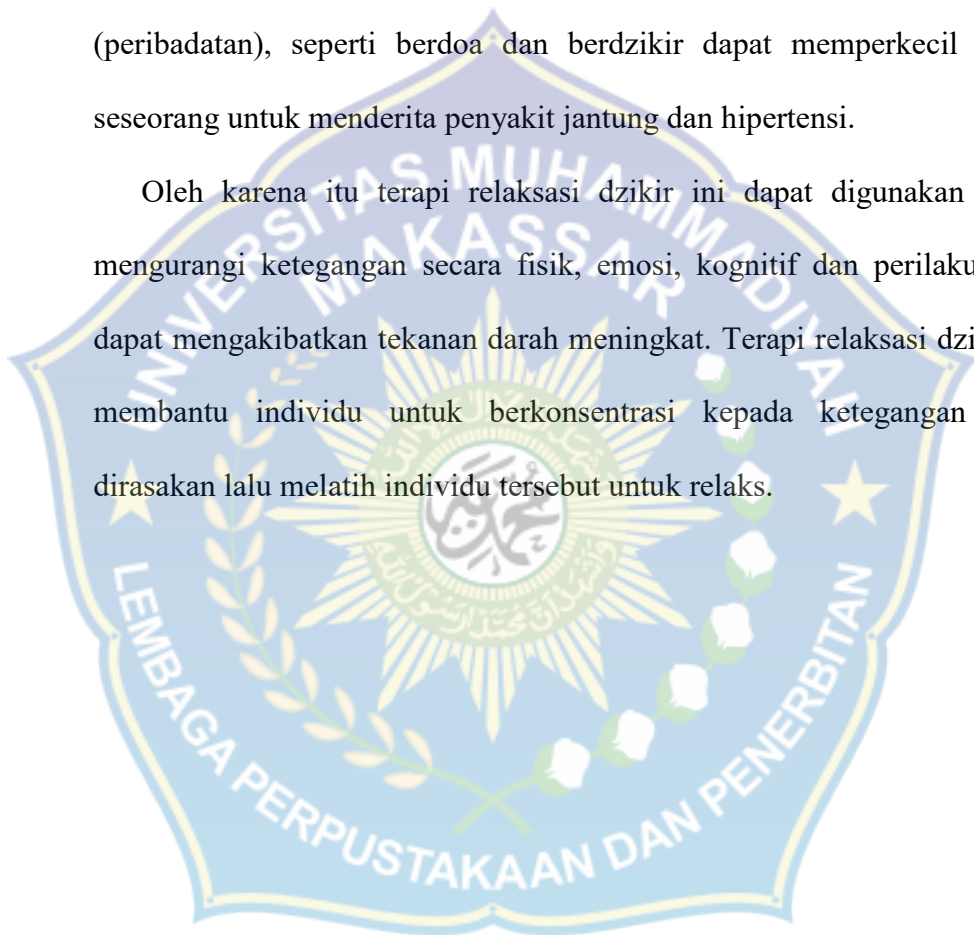 (peribadatan), seperti berdoa dan berdzikir dapat memperkecil
seseorang untuk menderita penyakit jantung dan hipertensi.
Oleh karena itu terapi relaksasi dzikir ini dapat digunakan
mengurangi ketegangan secara fisik, emosi, kognitif dan perilaku
dapat mengakibatkan tekanan darah meningkat. Terapi relaksasi dzi
membantu individu untuk berkonsentrasi kepada ketegangan
dirasakan lalu melatih individu tersebut untuk relaks.
UNIVERSITAS MUHAMMADIYAH
MAKASSAR
LEMBAGA PERPUSTAKAAN DAN PENERBITAN